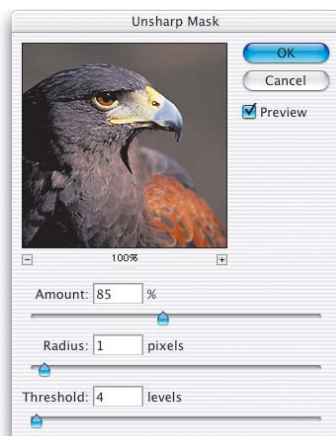 Unsharp Mask
OK
Cancel
Preview
100%
Amount: 85 %
Radius: 1 pixels
Threshold: 4 levels